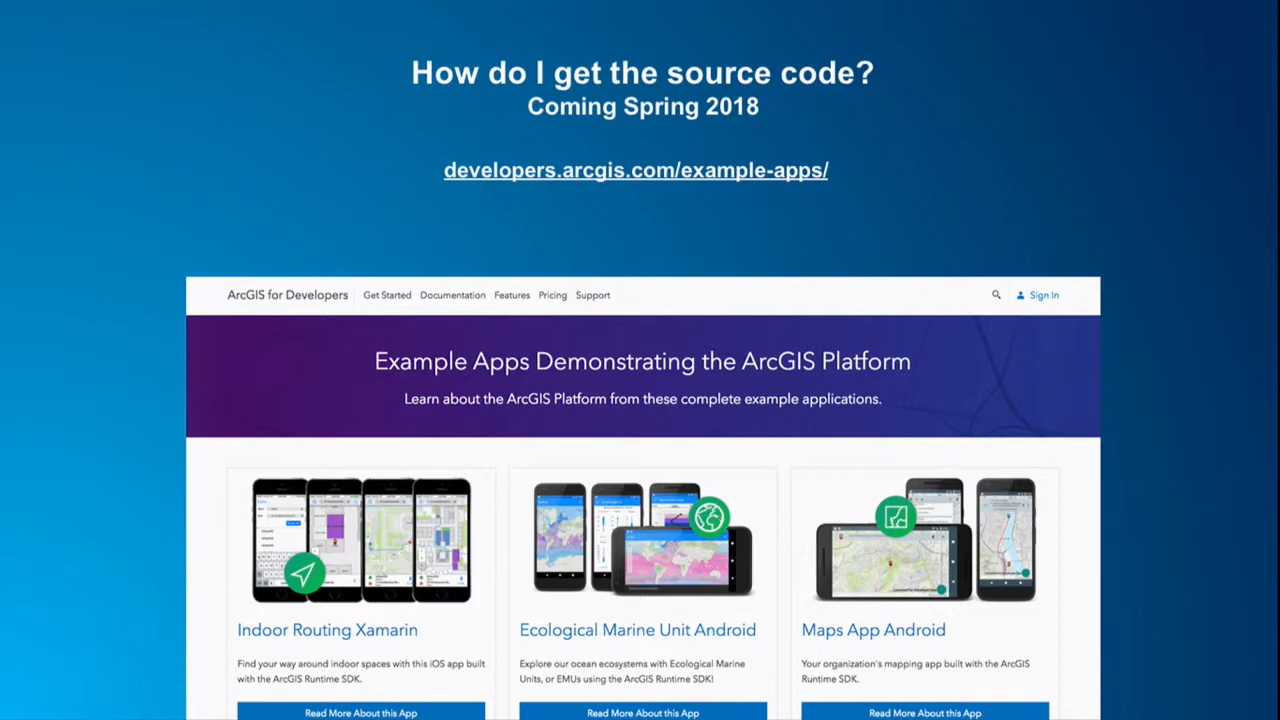 How do I get the source code?
Coming Spring 2018
developers.arcgis.com/example-apps/
ArcGIS for Developers Get Started Documentation Features Pricing Support Sign In
Example Apps Demonstrating the ArcGIS Platform
Learn about the ArcGIS Platform from these complete example applications.
Indoor Routing Xamarin
Find your way around indoor spaces with this iOS app built
with the ArcGIS Runtime SDK.
Read More About this App
Ecological Marine Unit Android
Explore our ocean ecosystems with Ecological Marine
Units, or EMUs using the ArcGIS Runtime SDK!
Read More About this App
Maps App Android
Your organization's mapping app built with the ArcGIS
Runtime SDK.
Read More About this App